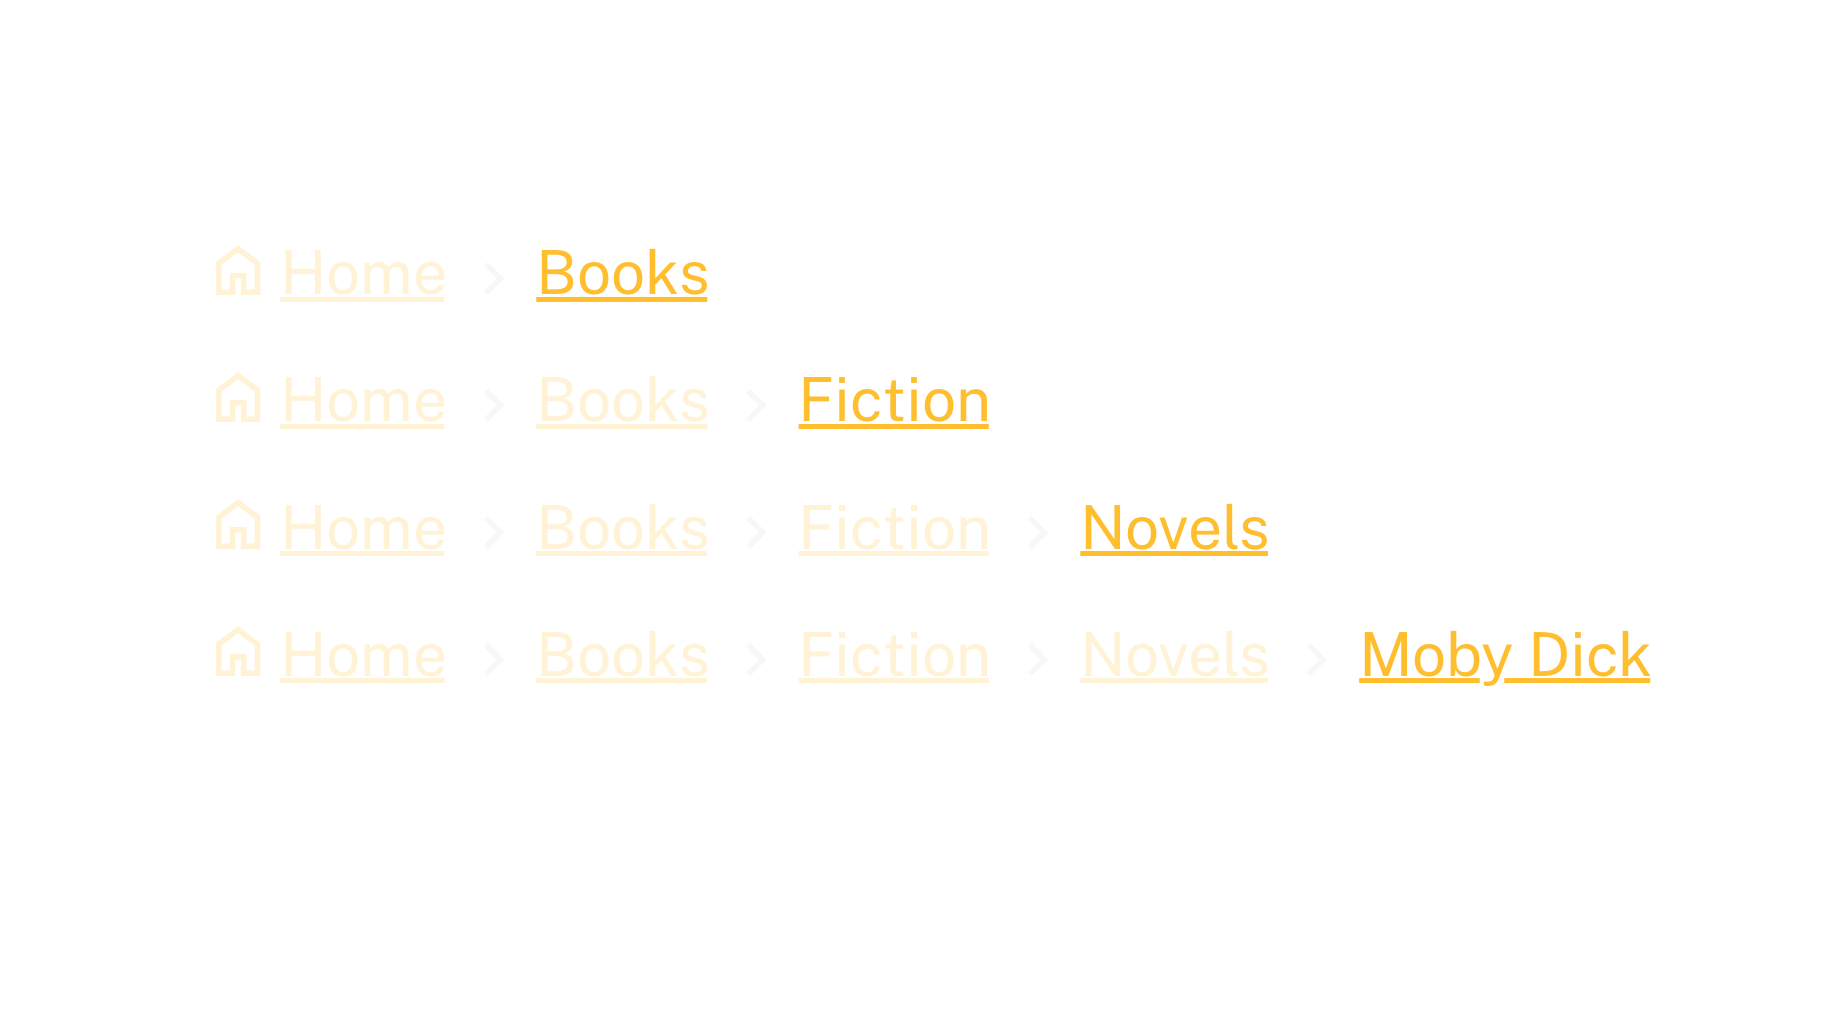 Home > Books
Home > Books > Fiction
Home > Books > Fiction > Novels
Home > Books > Fiction > Novels > Moby Dick